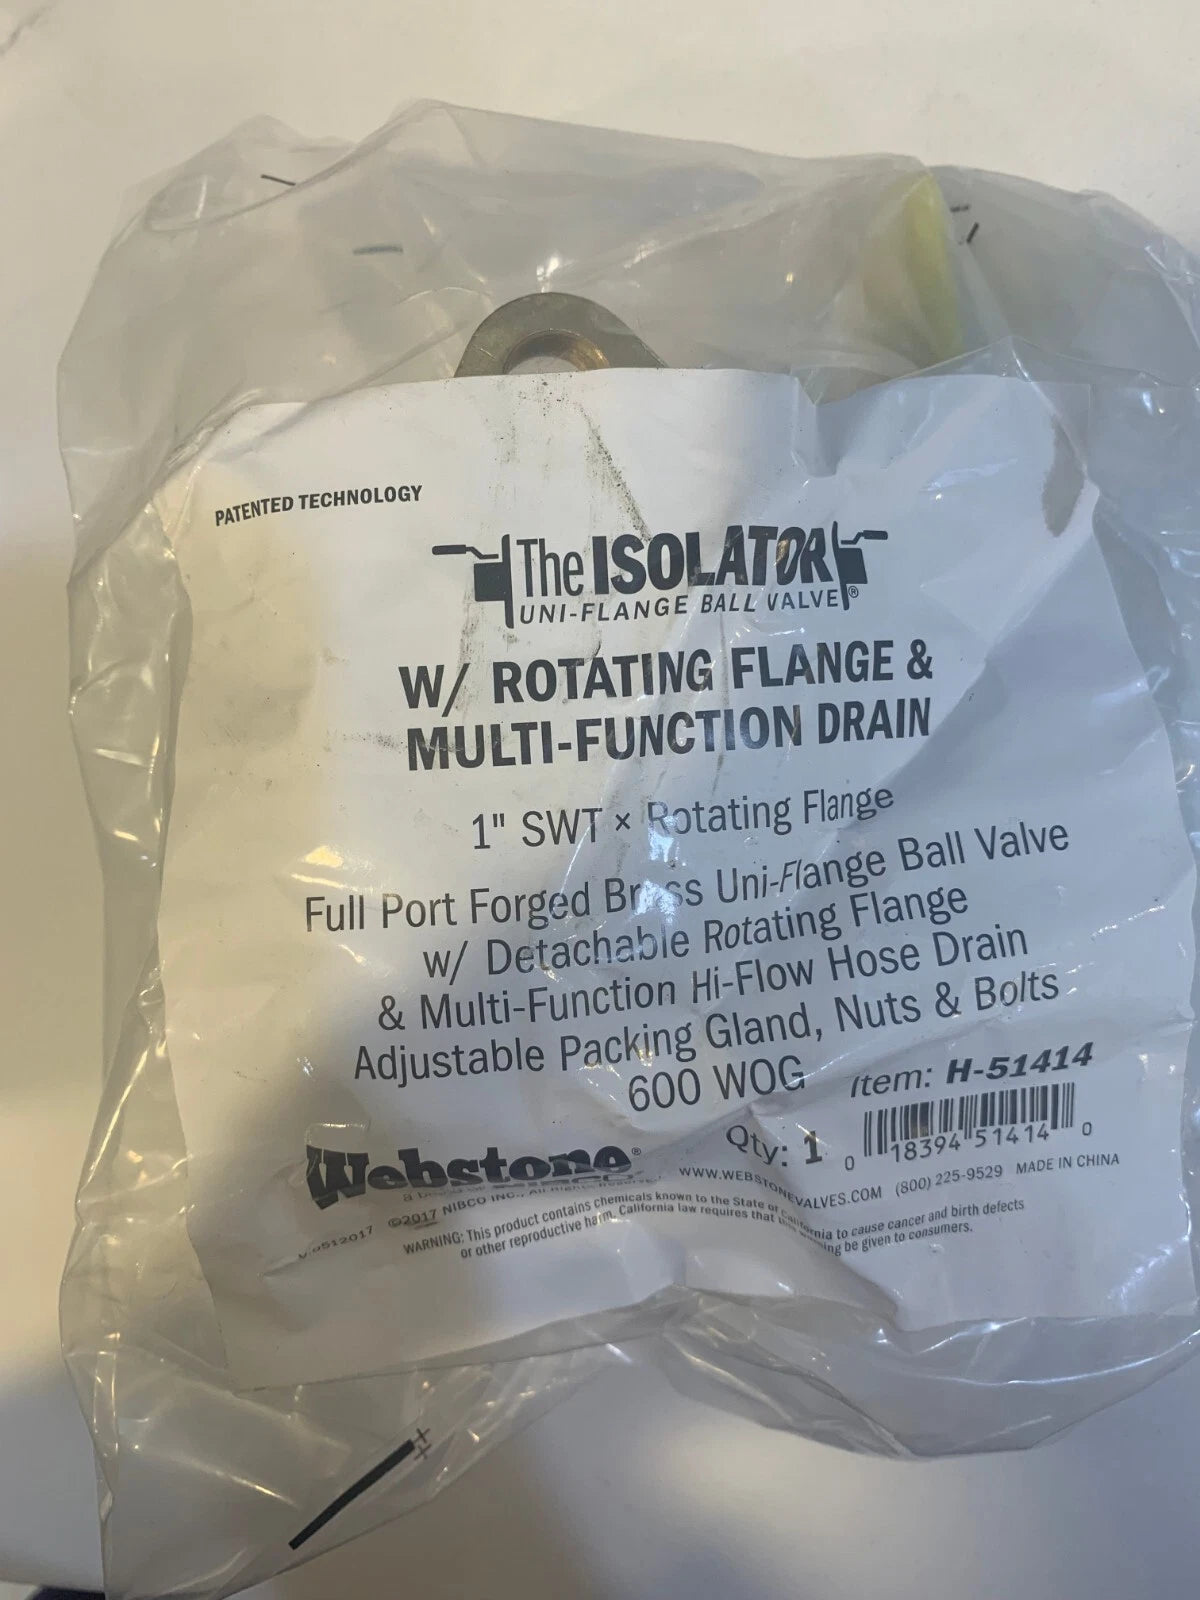 PATENTED TECHNOLOGY
The ISOLATOR
UNI-FLANGE BALL VALVE®
W/ ROTATING FLANGE &
MULTI-FUNCTION DRAIN
1" SWT × Rotating Flange
Full Port Forged Brass Uni-Flange Ball Valve
w/ Detachable Rotating Flange
& Multi-Function Hi-Flow Hose Drain
Adjustable Packing Gland, Nuts & Bolts
600 WOG
Item: H-51414
Qty: 1
0 18394 51414 0
Webstone®
©2017 NIBCO INC., All Rights Reserved
WWW.WEBSTONEVALVES.COM (800) 225-9529 MADE IN CHINA
0512017
WARNING: This product contains chemicals known to the State of California to cause cancer and birth defects
or other reproductive harm. California law requires that this warning be given to consumers.